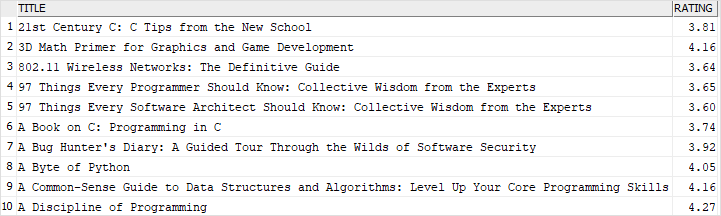 TITLE RATING
1 21st Century C: C Tips from the New School 3.81
2 3D Math Primer for Graphics and Game Development 4.16
3 802.11 Wireless Networks: The Definitive Guide 3.64
4 97 Things Every Programmer Should Know: Collective Wisdom from the Experts 3.65
5 97 Things Every Software Architect Should Know: Collective Wisdom from the Experts 3.60
6 A Book on C: Programming in C 3.74
7 A Bug Hunter's Diary: A Guided Tour Through the Wilds of Software Security 3.92
8 A Byte of Python 4.05
9 A Common-Sense Guide to Data Structures and Algorithms: Level Up Your Core Programming Skills 4.16
10 A Discipline of Programming 4.27